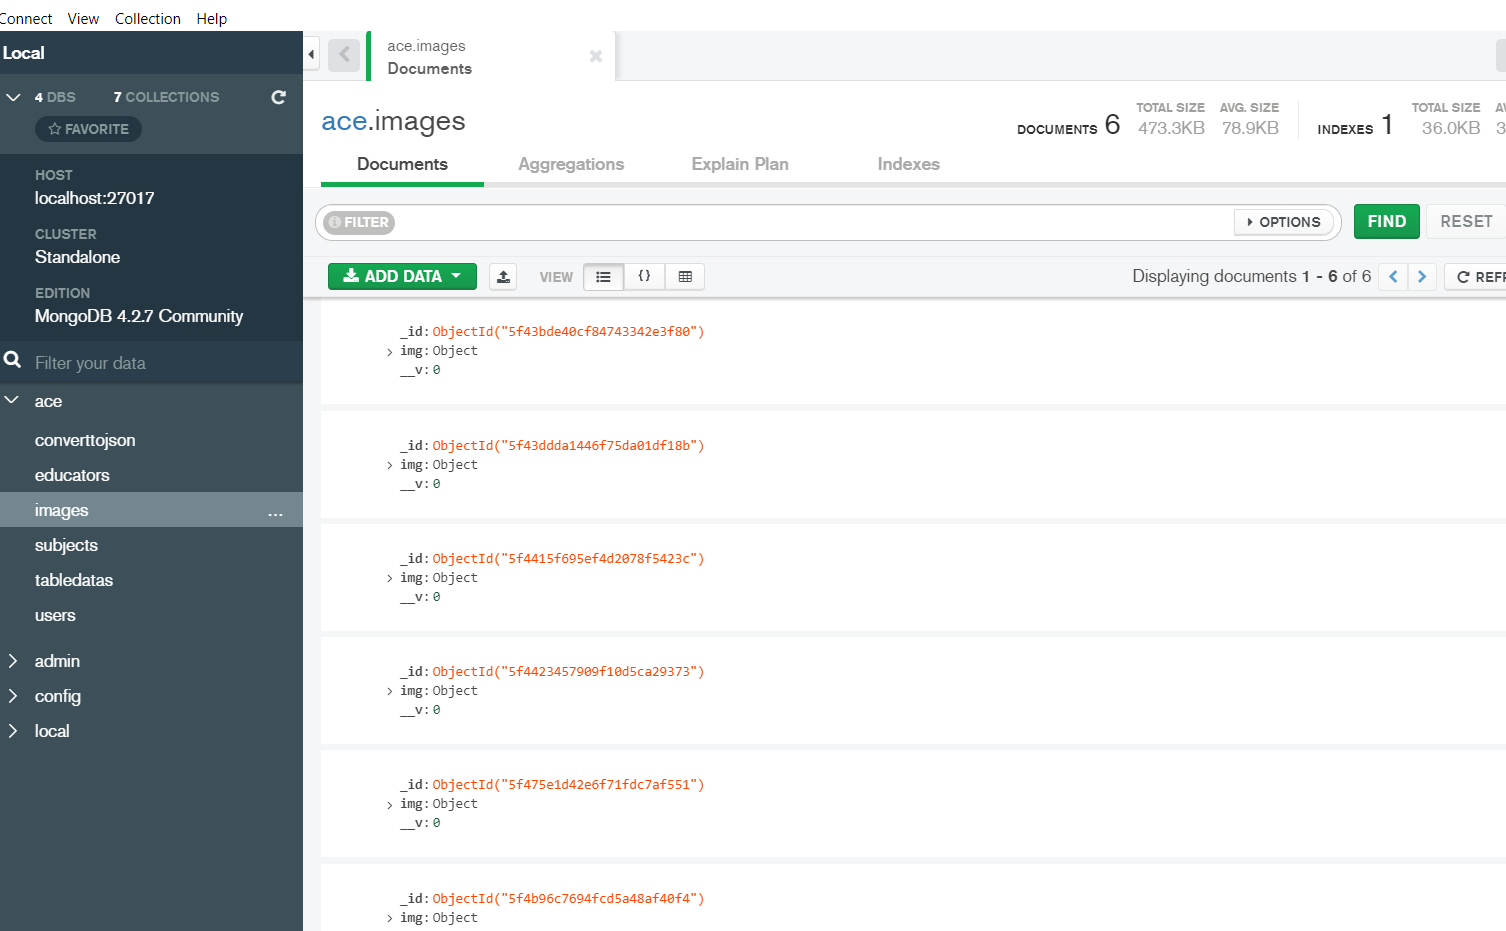 Connect View Collection Help
Local
4 DBS 7 COLLECTIONS
FAVORITE
HOST
localhost:27017
CLUSTER
Standalone
EDITION
MongoDB 4.2.7 Community
Filter your data
ace
converttojson
educators
images ...
subjects
tabledatas
users
admin
config
local
ace.images
Documents
ace.images
DOCUMENTS 6 TOTAL SIZE 473.3KB AVG. SIZE 78.9KB INDEXES 1 TOTAL SIZE 36.0KB
Documents Aggregations Explain Plan Indexes
FILTER OPTIONS FIND RESET
ADD DATA VIEW {} Displaying documents 1 - 6 of 6 REF
_id: ObjectId("5f43bde40cf84743342e3f80")
img: Object
__v: 0
_id: ObjectId("5f43ddda1446f75da01df18b")
img: Object
__v: 0
_id: ObjectId("5f4415f695ef4d2078f5423c")
img: Object
__v: 0
_id: ObjectId("5f4423457909f10d5ca29373")
img: Object
__v: 0
_id: ObjectId("5f475e1d42e6f71fdc7af551")
img: Object
__v: 0
_id: ObjectId("5f4b96c7694fcd5a48af40f4")
img: Object